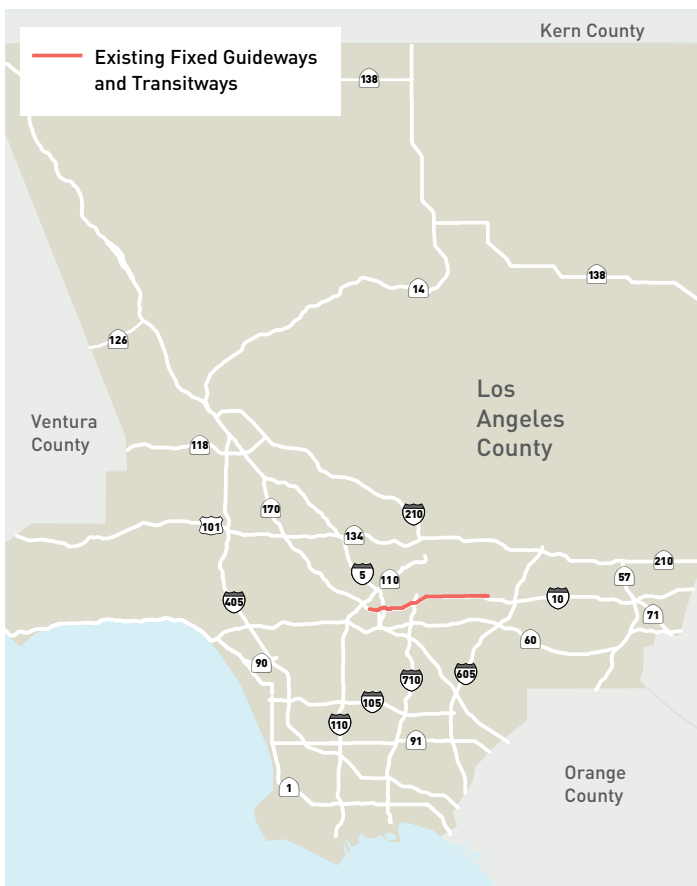 Kern County
Existing Fixed Guideways
and Transitways
138
14
138
126
Los
Angeles
County
Ventura
County
118
170
210
101
134
210
5
110
57
405
10
71
60
90
710
605
105
110
91
Orange
County
1